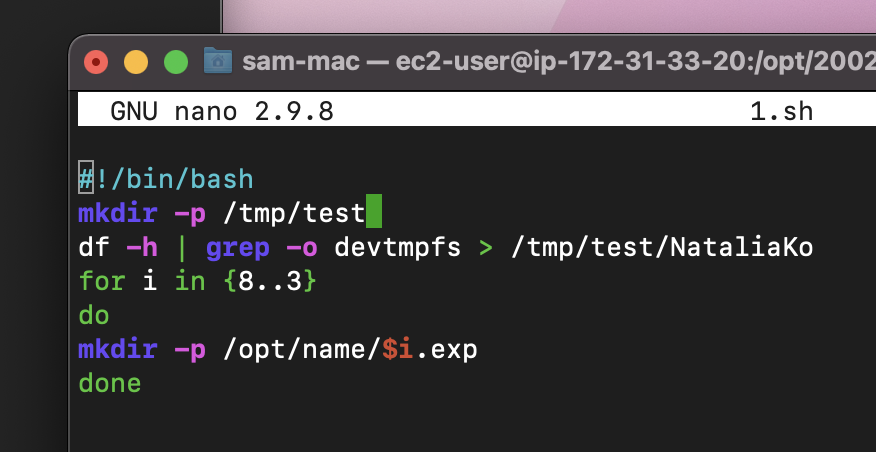 sam-mac — ec2-user@ip-172-31-33-20:/opt/2002
GNU nano 2.9.8 1.sh
#!/bin/bash
mkdir -p /tmp/test
df -h | grep -o devtmpfs > /tmp/test/NataliaKo
for i in {8..3}
do
mkdir -p /opt/name/$i.exp
done